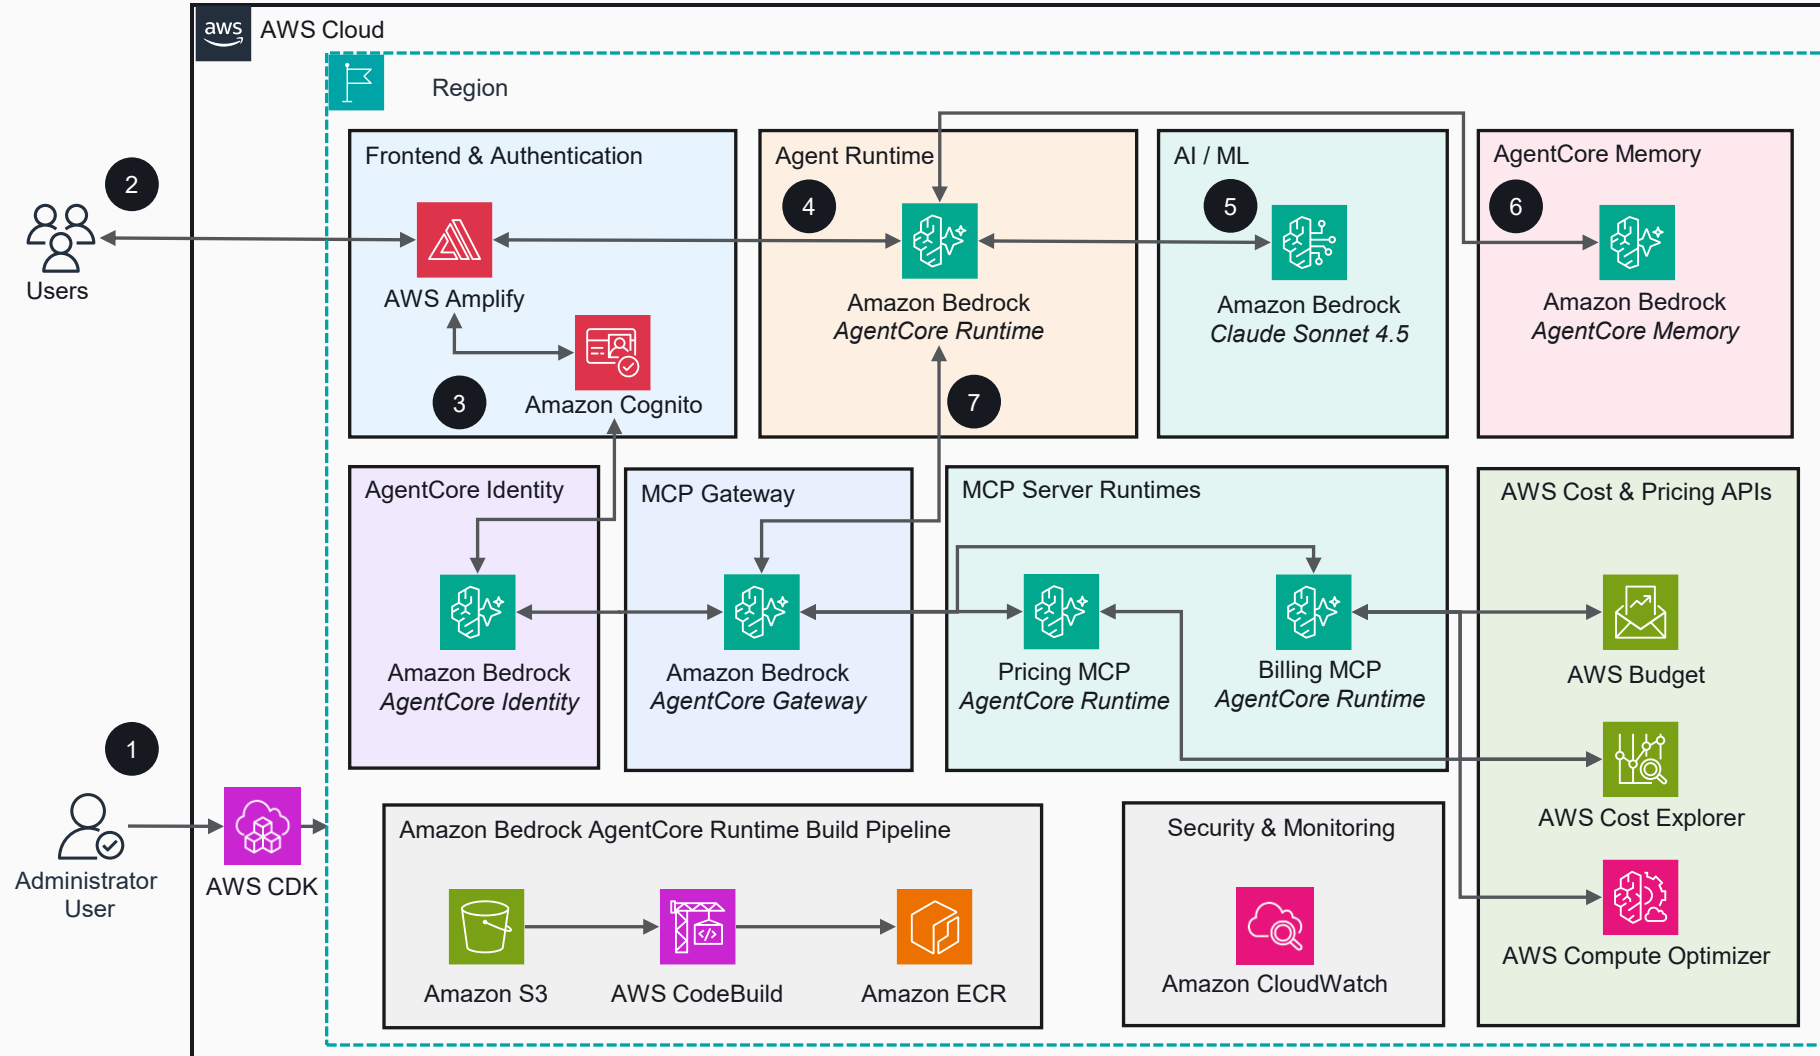 aws
AWS Cloud
Region
Frontend & Authentication
Agent Runtime
AI / ML
AgentCore Memory
2
4
5
6
Users
AWS Amplify
Amazon Bedrock
AgentCore Runtime
Amazon Bedrock
Claude Sonnet 4.5
Amazon Bedrock
AgentCore Memory
3
Amazon Cognito
7
AgentCore Identity
MCP Gateway
MCP Server Runtimes
AWS Cost & Pricing APIs
Amazon Bedrock
AgentCore Identity
Amazon Bedrock
AgentCore Gateway
Pricing MCP
AgentCore Runtime
Billing MCP
AgentCore Runtime
AWS Budget
1
Administrator
User
AWS CDK
AWS Cost Explorer
Amazon Bedrock AgentCore Runtime Build Pipeline
Security & Monitoring
</>
Amazon S3
AWS CodeBuild
Amazon ECR
Amazon CloudWatch
AWS Compute Optimizer